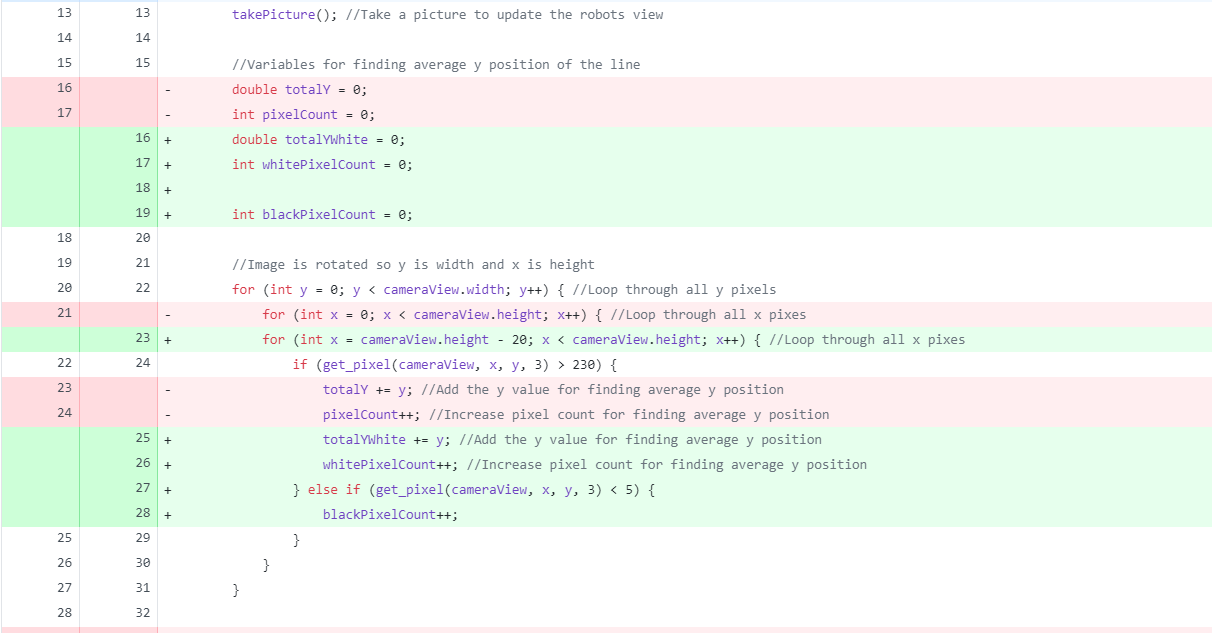 13 13 takePicture(); //Take a picture to update the robots view
14 14
15 15 //Variables for finding average y position of the line
16 - double totalY = 0;
17 - int pixelCount = 0;
16 + double totalYWhite = 0;
17 + int whitePixelCount = 0;
18 +
19 + int blackPixelCount = 0;
18 20
19 21 //Image is rotated so y is width and x is height
20 22 for (int y = 0; y < cameraView.width; y++) { //Loop through all y pixels
21 - for (int x = 0; x < cameraView.height; x++) { //Loop through all x pixes
23 + for (int x = cameraView.height - 20; x < cameraView.height; x++) { //Loop through all x pixes
22 24 if (get_pixel(cameraView, x, y, 3) > 230) {
23 - totalY += y; //Add the y value for finding average y position
24 - pixelCount++; //Increase pixel count for finding average y position
25 + totalYWhite += y; //Add the y value for finding average y position
26 + whitePixelCount++; //Increase pixel count for finding average y position
27 + } else if (get_pixel(cameraView, x, y, 3) < 5) {
28 + blackPixelCount++;
25 29 }
26 30 }
27 31 }
28 32